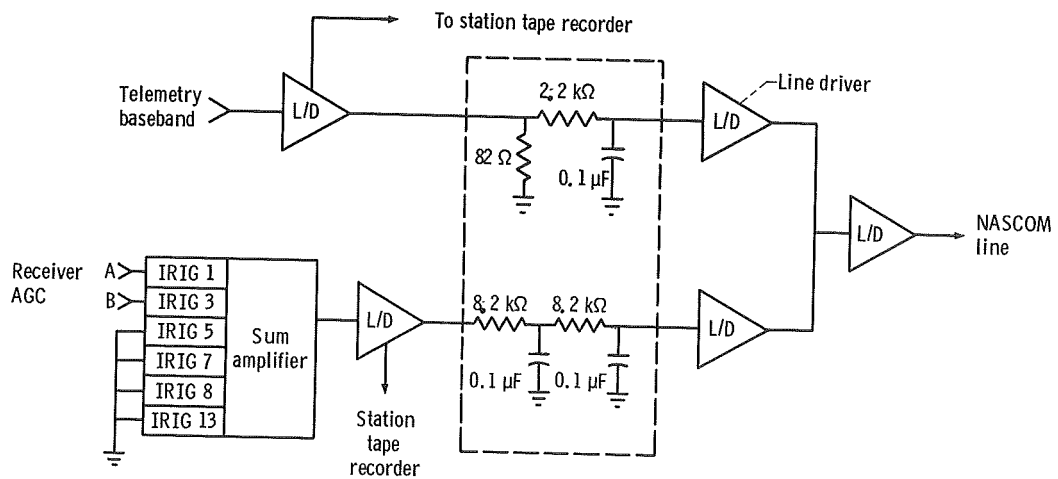 To station tape recorder
Telemetry
baseband
L/D
2.2 kΩ
82 Ω
0.1 µF
L/D
Line driver
L/D
NASCOM
line
Receiver
AGC
A
B
IRIG 1
IRIG 3
IRIG 5
IRIG 7
IRIG 8
IRIG 13
Sum
amplifier
L/D
Station
tape
recorder
8.2 kΩ
8.2 kΩ
0.1 µF
0.1 µF
L/D